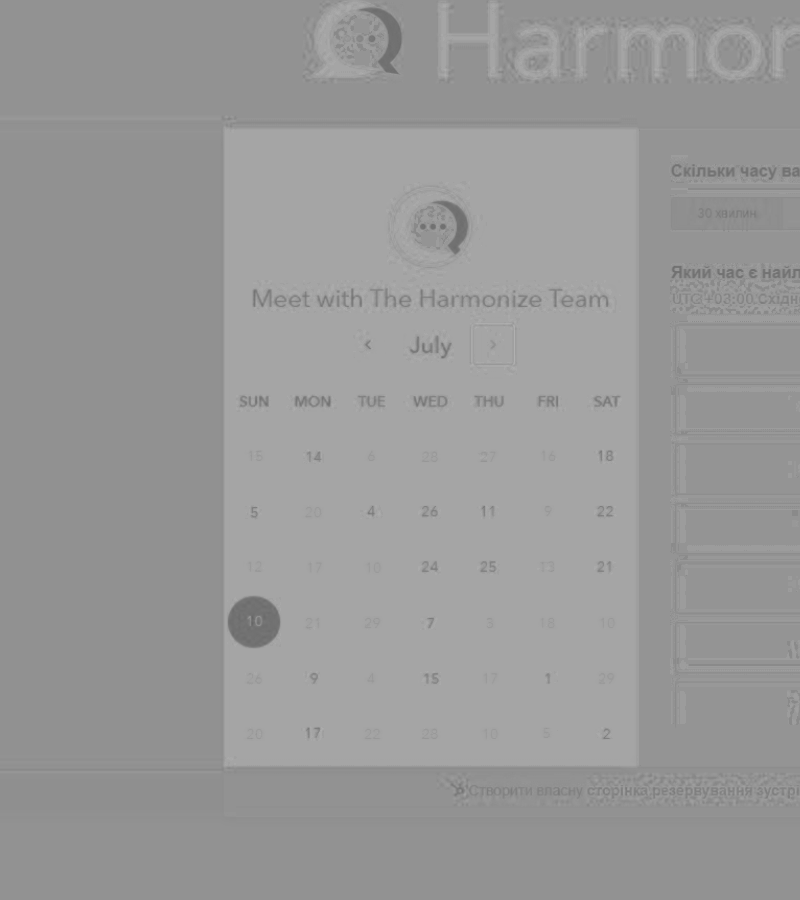 Harmon
Скільки часу ва
30 хвилин
Meet with The Harmonize Team
Який час є найл
UTC +03:00 Східн
‹ July ›
SUN MON TUE WED THU FRI SAT
15 14 6 28 27 16 18
5 20 4 26 11 9 22
12 17 24 25 13 21
10 21 29 7 3 18 10
26 9 4 15 17 1 29
20 17 22 28 10 5 2
Створити власну сторінка резервування зустрі